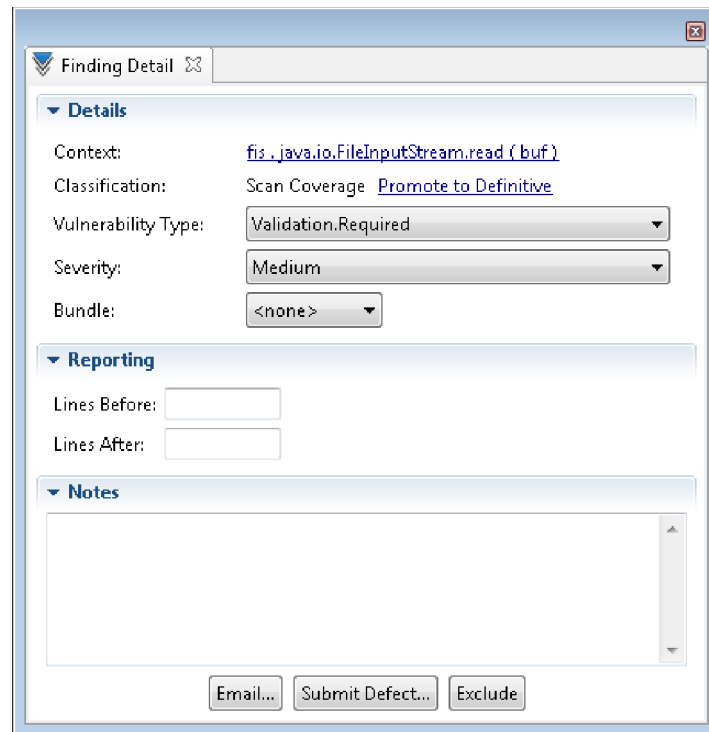 Finding Detail
Details
Context: fis . java.io.FileInputStream.read ( buf )
Classification: Scan Coverage Promote to Definitive
Vulnerability Type: Validation.Required
Severity: Medium
Bundle: <none>
Reporting
Lines Before:
Lines After:
Notes
Email... Submit Defect... Exclude